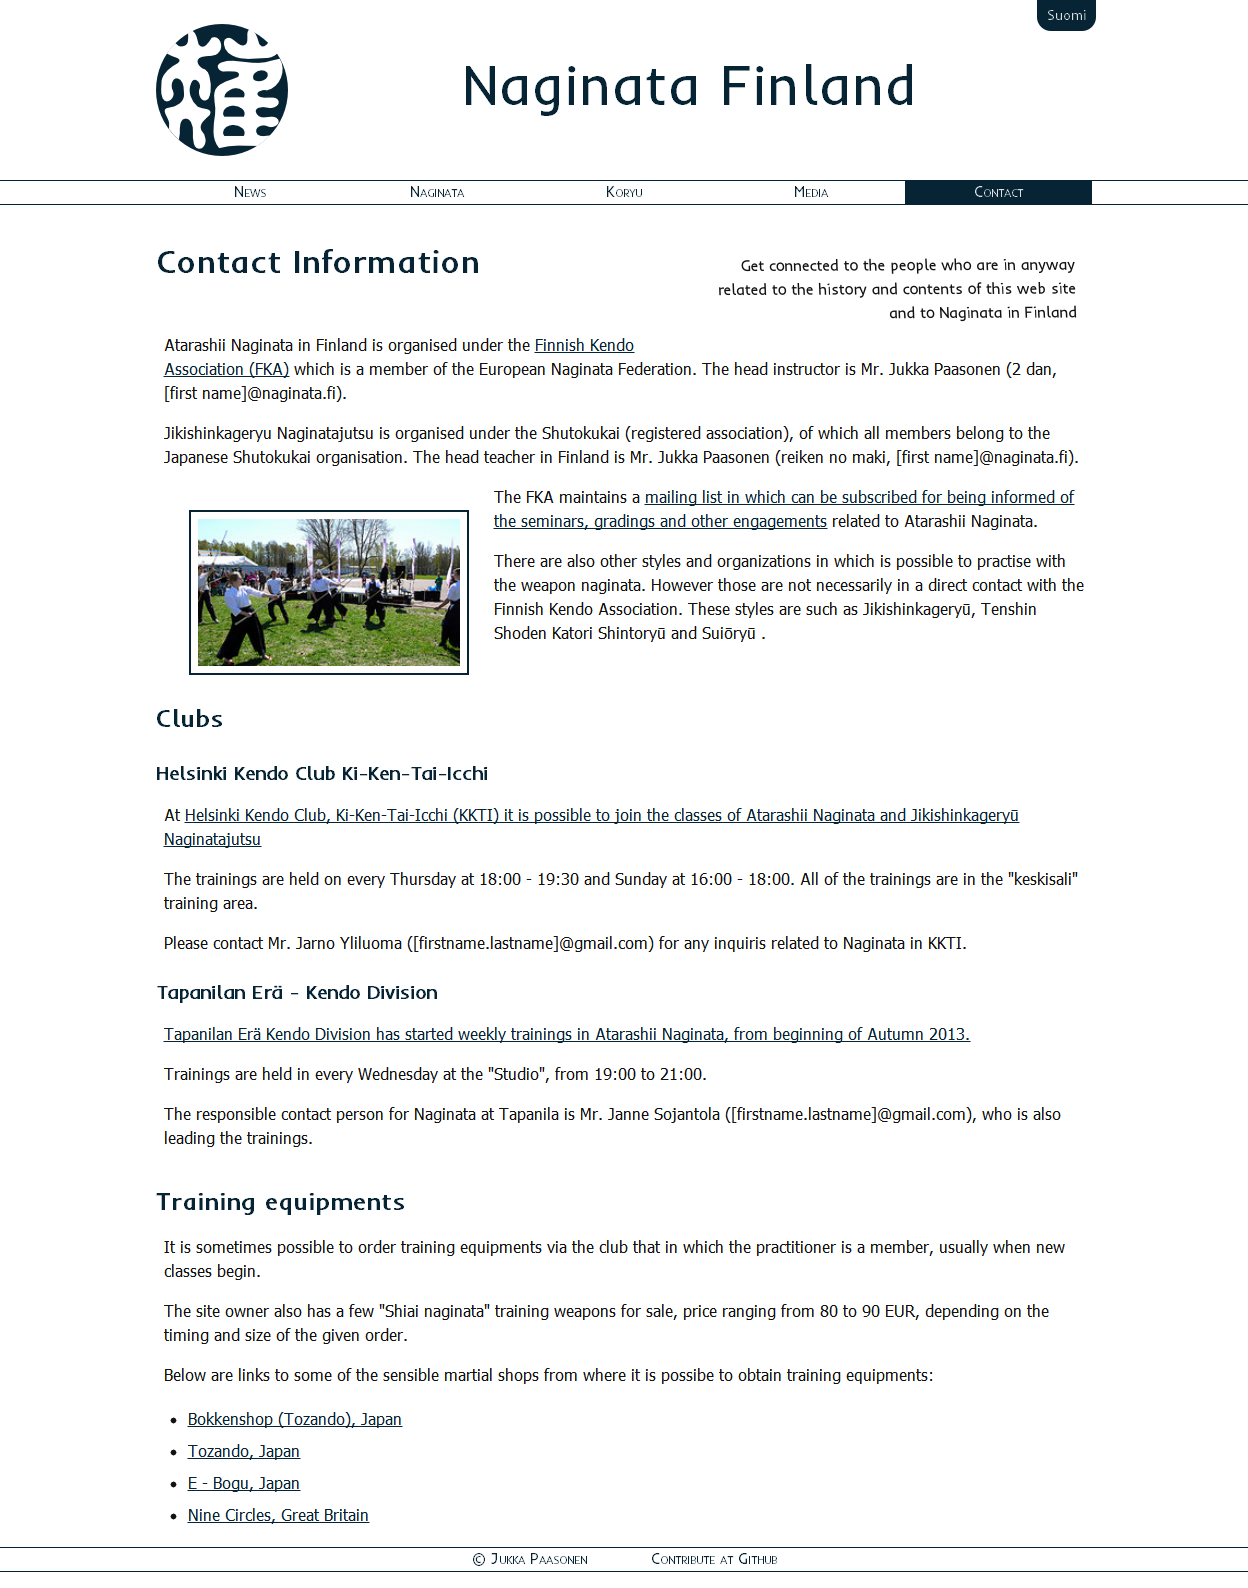 Suomi
Naginata Finland
News
Naginata
Koryu
Media
Contact
Contact Information
Get connected to the people who are in anyway
related to the history and contents of this web site
and to Naginata in Finland
Atarashii Naginata in Finland is organised under the Finnish Kendo
Association (FKA) which is a member of the European Naginata Federation. The head instructor is Mr. Jukka Paasonen (2 dan,
[first name]@naginata.fi).
Jikishinkageryu Naginatajutsu is organised under the Shutokukai (registered association), of which all members belong to the
Japanese Shutokukai organisation. The head teacher in Finland is Mr. Jukka Paasonen (reiken no maki, [first name]@naginata.fi).
The FKA maintains a mailing list in which can be subscribed for being informed of
the seminars, gradings and other engagements related to Atarashii Naginata.
There are also other styles and organizations in which is possible to practise with
the weapon naginata. However those are not necessarily in a direct contact with the
Finnish Kendo Association. These styles are such as Jikishinkageryū, Tenshin
Shoden Katori Shintoryū and Suiōryū .
Clubs
Helsinki Kendo Club Ki-Ken-Tai-Icchi
At Helsinki Kendo Club, Ki-Ken-Tai-Icchi (KKTI) it is possible to join the classes of Atarashii Naginata and Jikishinkageryū
Naginatajutsu
The trainings are held on every Thursday at 18:00 - 19:30 and Sunday at 16:00 - 18:00. All of the trainings are in the "keskisali"
training area.
Please contact Mr. Jarno Yliluoma ([firstname.lastname]@gmail.com) for any inquiris related to Naginata in KKTI.
Tapanilan Erä - Kendo Division
Tapanilan Erä Kendo Division has started weekly trainings in Atarashii Naginata, from beginning of Autumn 2013.
Trainings are held in every Wednesday at the "Studio", from 19:00 to 21:00.
The responsible contact person for Naginata at Tapanila is Mr. Janne Sojantola ([firstname.lastname]@gmail.com), who is also
leading the trainings.
Training equipments
It is sometimes possible to order training equipments via the club that in which the practitioner is a member, usually when new
classes begin.
The site owner also has a few "Shiai naginata" training weapons for sale, price ranging from 80 to 90 EUR, depending on the
timing and size of the given order.
Below are links to some of the sensible martial shops from where it is possibe to obtain training equipments:
• Bokkenshop (Tozando), Japan
• Tozando, Japan
• E - Bogu, Japan
• Nine Circles, Great Britain
© Jukka Paasonen
Contribute at Github